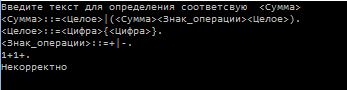 Введите текст для определения соответсвую  <Сумма>
<Сумма>::=<Целое>|(<Сумма><Знак_операции><Целое>).
<Целое>::=<Цифра>{<Цифра>}.
<Знак_операции>::=+|-.
1+1+.
Некорректно